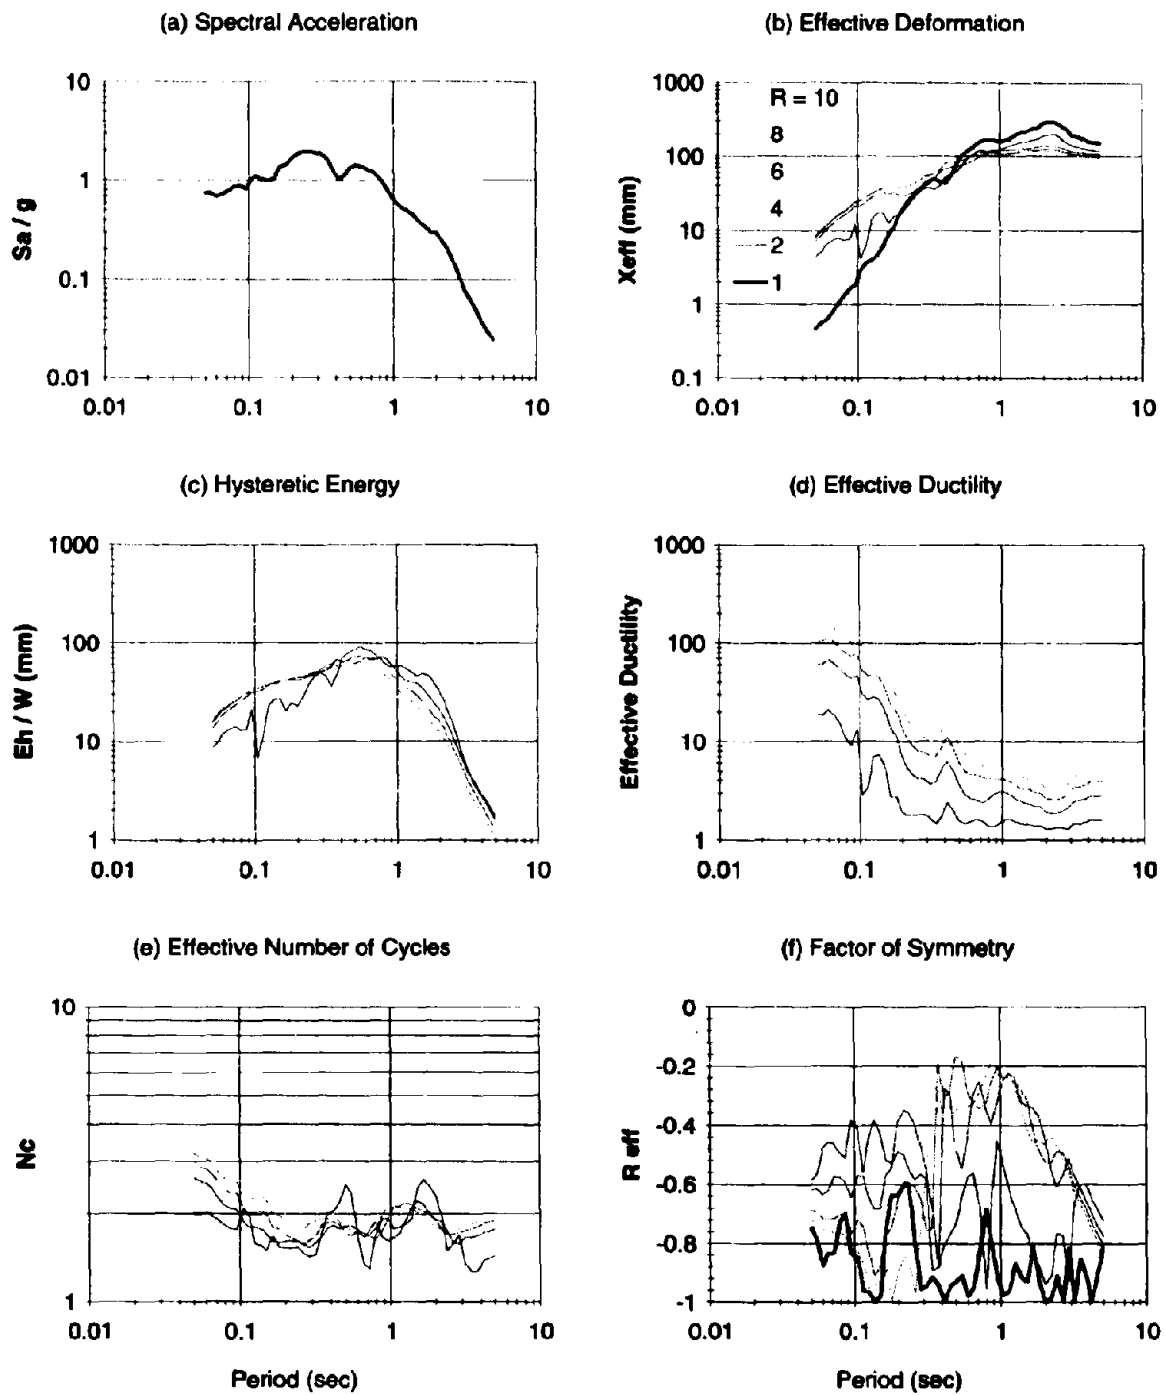 (a) Spectral Acceleration
10
1
0.1
0.01
Sa / g
0.01 0.1 1 10
(b) Effective Deformation
1000
100
10
1
0.1
Xeff (mm)
R = 10
8
6
4
2
1
0.01 0.1 1 10
(c) Hysteretic Energy
1000
100
10
1
Eh / W (mm)
0.01 0.1 1 10
(d) Effective Ductility
1000
100
10
1
Effective Ductility
0.01 0.1 1 10
(e) Effective Number of Cycles
10
1
Nc
0.01 0.1 1 10
Period (sec)
(f) Factor of Symmetry
0
-0.2
-0.4
-0.6
-0.8
-1
R eff
0.01 0.1 1 10
Period (sec)